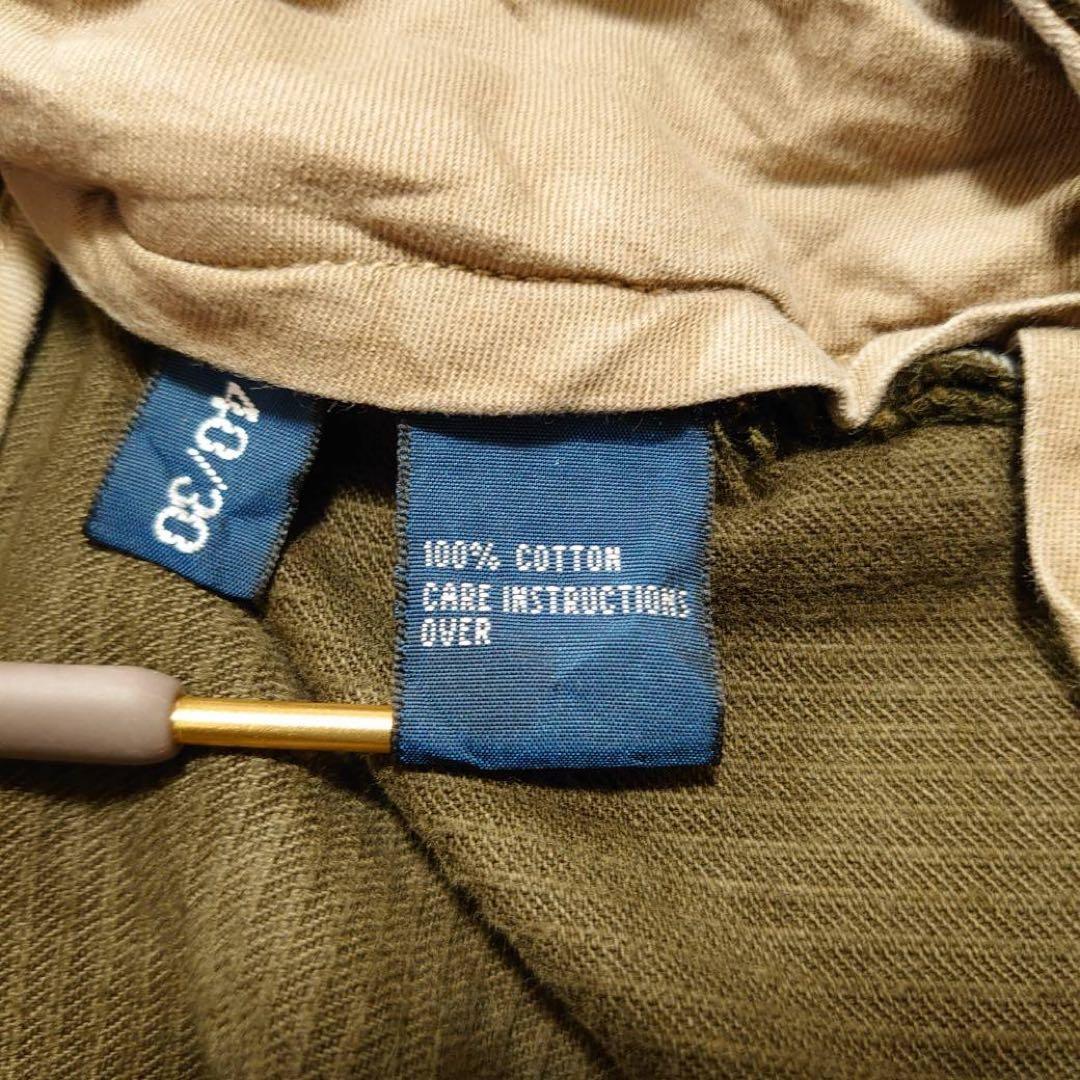 40//30
100% COTTON
CARE INSTRUCTIONS
OVER